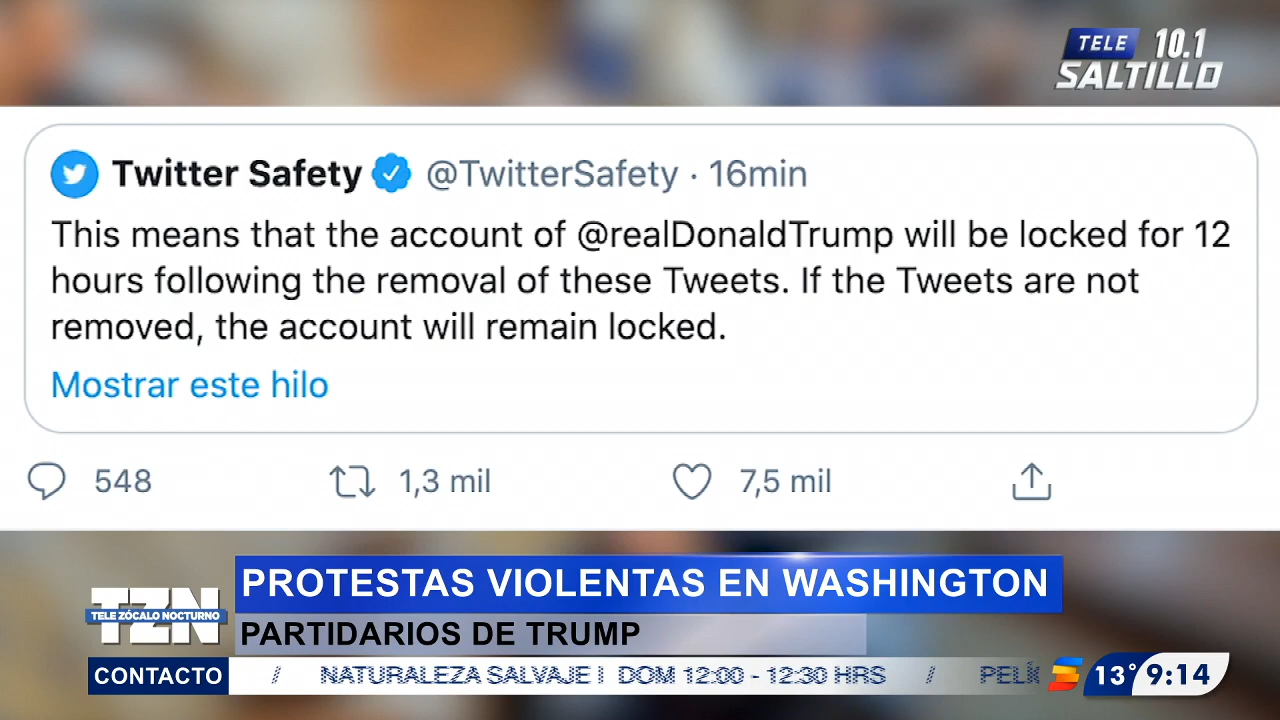 TELE 10.1
SALTILLO
Twitter Safety @TwitterSafety · 16min
This means that the account of @realDonaldTrump will be locked for 12
hours following the removal of these Tweets. If the Tweets are not
removed, the account will remain locked.
Mostrar este hilo
548 1,3 mil 7,5 mil
PROTESTAS VIOLENTAS EN WASHINGTON
TZN
TELE ZÓCALO NOCTURNO
PARTIDARIOS DE TRUMP
CONTACTO / NATURALEZA SALVAJE | DOM 12:00 - 12:30 HRS / PELÍ 13° 9:14